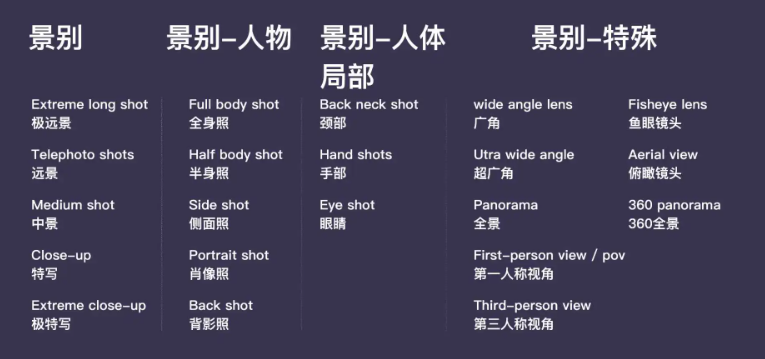 景别
Extreme long shot
极远景
Telephoto shots
远景
Medium shot
中景
Close-up
特写
Extreme close-up
极特写
景别-人物
Full body shot
全身照
Half body shot
半身照
Side shot
侧面照
Portrait shot
肖像照
Back shot
背影照
景别-人体
局部
Back neck shot
颈部
Hand shots
手部
Eye shot
眼睛
景别-特殊
wide angle lens
广角
Utra wide angle
超广角
Panorama
全景
First-person view / pov
第一人称视角
Third-person view
第三人称视角
Fisheye lens
鱼眼镜头
Aerial view
俯瞰镜头
360 panorama
360全景